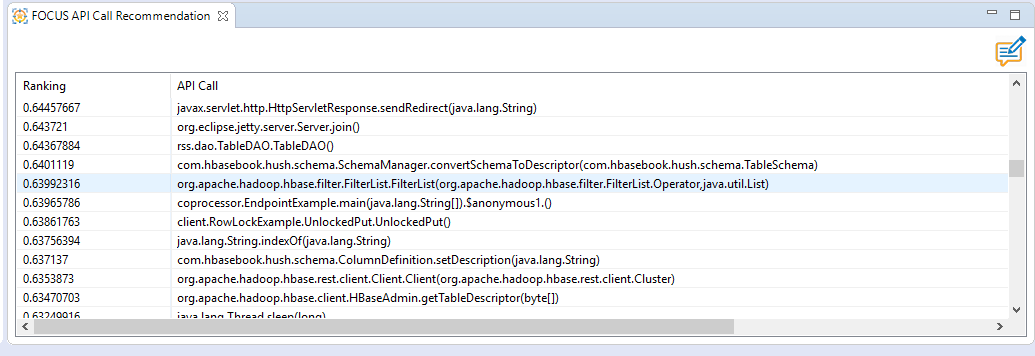 FOCUS API Call Recommendation
Ranking API Call
0.64457667 javax.servlet.http.HttpServletResponse.sendRedirect(java.lang.String)
0.643721 org.eclipse.jetty.server.Server.join()
0.64367884 rss.dao.TableDAO.TableDAO()
0.6401119 com.hbasebook.hush.schema.SchemaManager.convertSchemaToDescriptor(com.hbasebook.hush.schema.TableSchema)
0.63992316 org.apache.hadoop.hbase.filter.FilterList.FilterList(org.apache.hadoop.hbase.filter.FilterList.Operator,java.util.List)
0.63965786 coprocessor.EndpointExample.main(java.lang.String[]).$anonymous1.()
0.63861763 client.RowLockExample.UnlockedPut.UnlockedPut()
0.63756394 java.lang.String.indexOf(java.lang.String)
0.637137 com.hbasebook.hush.schema.ColumnDefinition.setDescription(java.lang.String)
0.6353873 org.apache.hadoop.hbase.rest.client.Client.Client(org.apache.hadoop.hbase.rest.client.Cluster)
0.63470703 org.apache.hadoop.hbase.client.HBaseAdmin.getTableDescriptor(byte[])
0.63249916 java.lang.Thread.sleep(long)